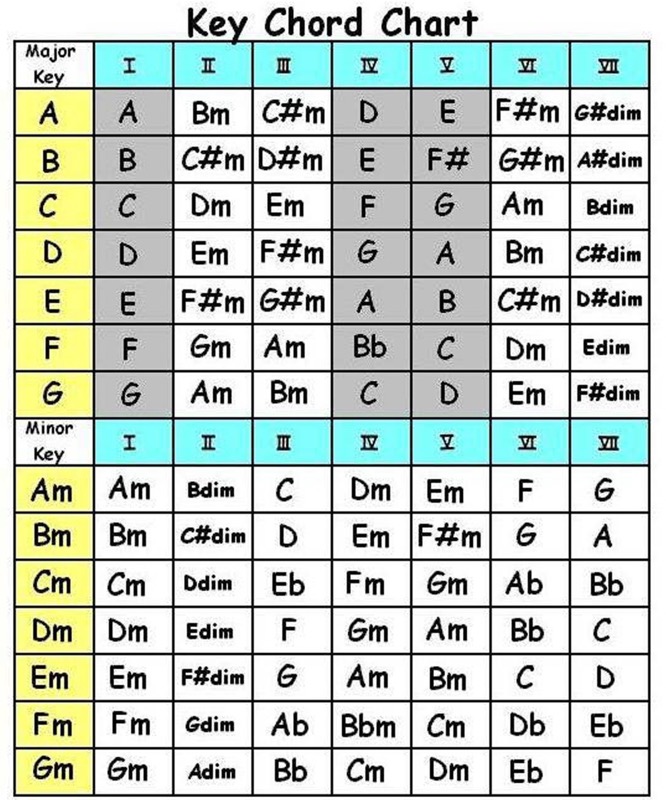 Key Chord Chart
Major Key I II III IV V VI VII
A A Bm C#m D E F#m G#dim
B B C#m D#m E F# G#m A#dim
C C Dm Em F G Am Bdim
D D Em F#m G A Bm C#dim
E E F#m G#m A B C#m D#dim
F F Gm Am Bb C Dm Edim
G G Am Bm C D Em F#dim
Minor Key I II III IV V VI VII
Am Am Bdim C Dm Em F G
Bm Bm C#dim D Em F#m G A
Cm Cm Ddim Eb Fm Gm Ab Bb
Dm Dm Edim F Gm Am Bb C
Em Em F#dim G Am Bm C D
Fm Fm Gdim Ab Bbm Cm Db Eb
Gm Gm Adim Bb Cm Dm Eb F